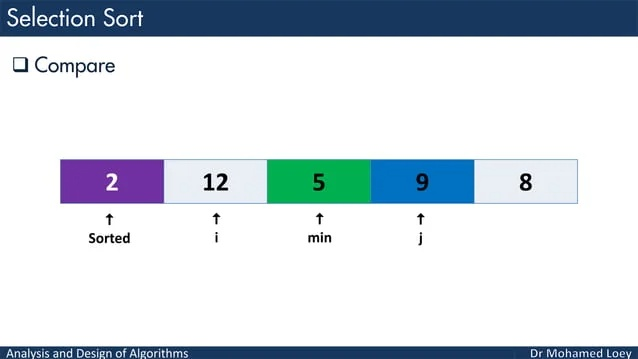 Selection Sort
❑ Compare
2 12 5 9 8
↑ ↑ ↑ ↑
Sorted i min j
Analysis and Design of Algorithms Dr Mohamed Loey